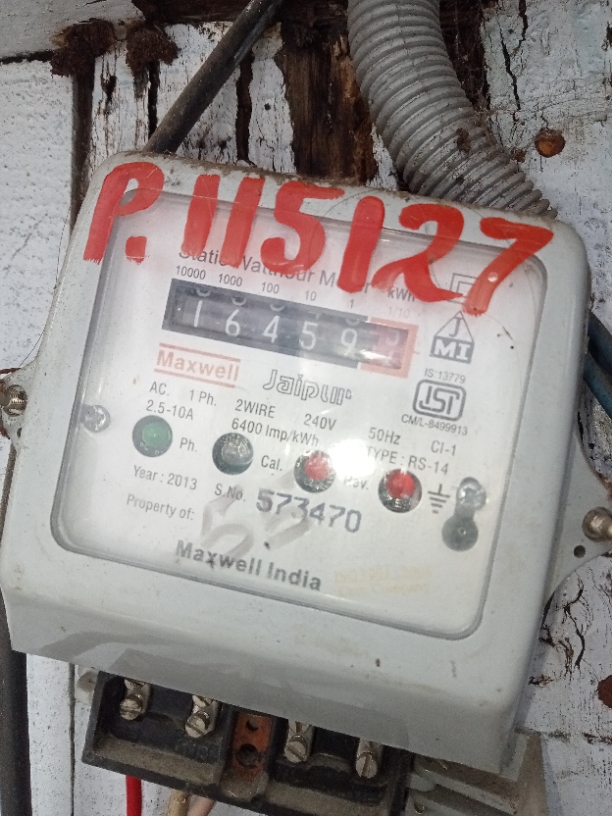 P.115127
Static Watthour Meter
10000 1000 100 10 1 kWh
1/10
1 6 4 5 9
JMI
Maxwell Jaipur
IS:13779
ISI
CM/L-8499913
AC. 1 Ph. 2WIRE 240V 50Hz Cl-1
2.5-10A 6400 Imp/kWh TYPE: RS-14
Ph. Cal. Rev.
Year : 2013 S.No. 573470
Property of:
Maxwell India